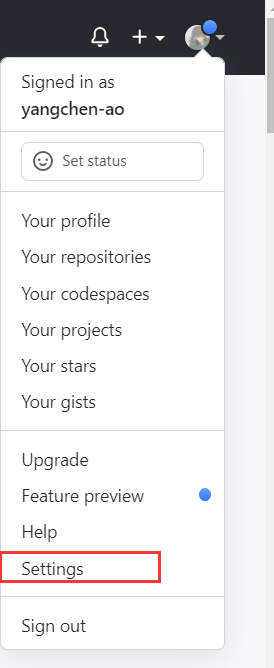 Signed in as
yangchen-ao
Set status
Your profile
Your repositories
Your codespaces
Your projects
Your stars
Your gists
Upgrade
Feature preview
Help
Settings
Sign out